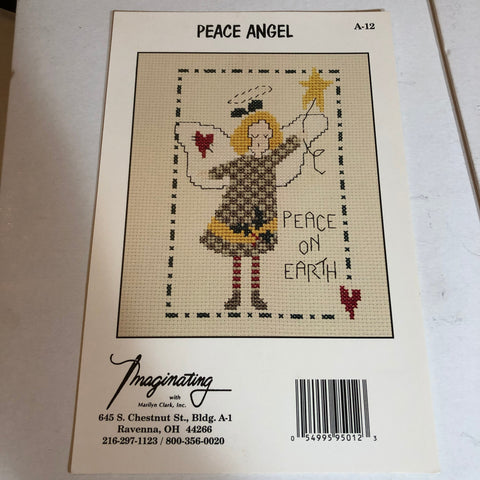 PEACE ANGEL
A-12
PEACE
ON
EARTH
Imaginating
with
Marilyn Clark, Inc.
645 S. Chestnut St., Bldg. A-1
Ravenna, OH 44266
216-297-1123 / 800-356-0020
0 54995 95012 3